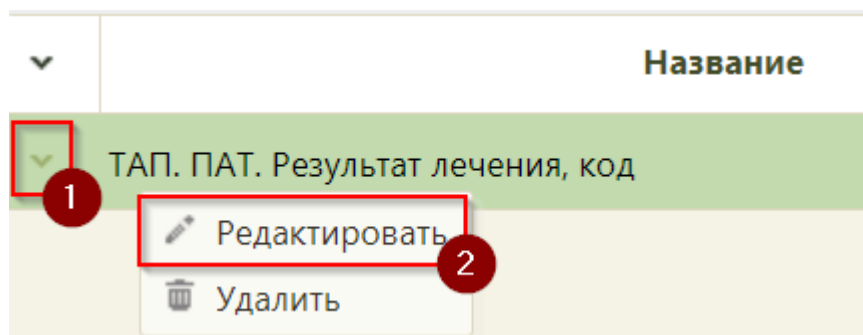 Название
ТАП. ПАТ. Результат лечения, код
1
Редактировать
2
Удалить